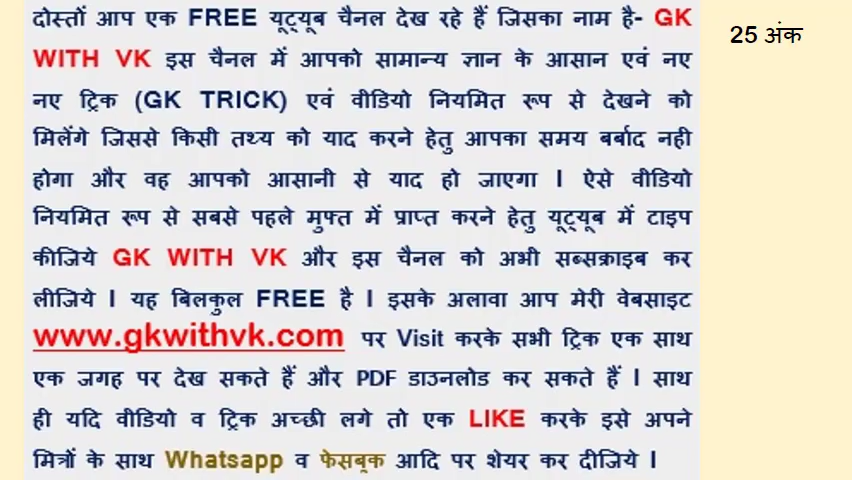 दोस्तों आप एक FREE यूट्यूब चैनल देख रहे हैं जिसका नाम है- GK
WITH VK इस चैनल में आपको सामान्य ज्ञान के आसान एवं नए
नए ट्रिक (GK TRICK) एवं वीडियो नियमित रूप से देखने को
मिलेंगे जिससे किसी तथ्य को याद करने हेतु आपका समय बर्बाद नही
होगा और वह आपको आसानी से याद हो जाएगा I ऐसे वीडियो
नियमित रूप से सबसे पहले मुफ्त में प्राप्त करने हेतु यूट्यूब में टाइप
कीजिये GK WITH VK और इस चैनल को अभी सब्सक्राइब कर
लीजिये I यह बिलकुल FREE है I इसके अलावा आप मेरी वेबसाइट
www.gkwithvk.com पर Visit करके सभी ट्रिक एक साथ
एक जगह पर देख सकते हैं और PDF डाउनलोड कर सकते हैं I साथ
ही यदि वीडियो व ट्रिक अच्छी लगे तो एक LIKE करके इसे अपने
मित्रों के साथ Whatsapp व फेसबुक आदि पर शेयर कर दीजिये I
25 अंक